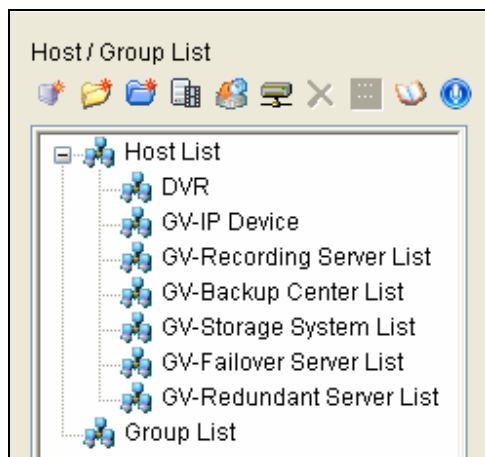 Host / Group List
Host List
DVR
GV-IP Device
GV-Recording Server List
GV-Backup Center List
GV-Storage System List
GV-Failover Server List
GV-Redundant Server List
Group List